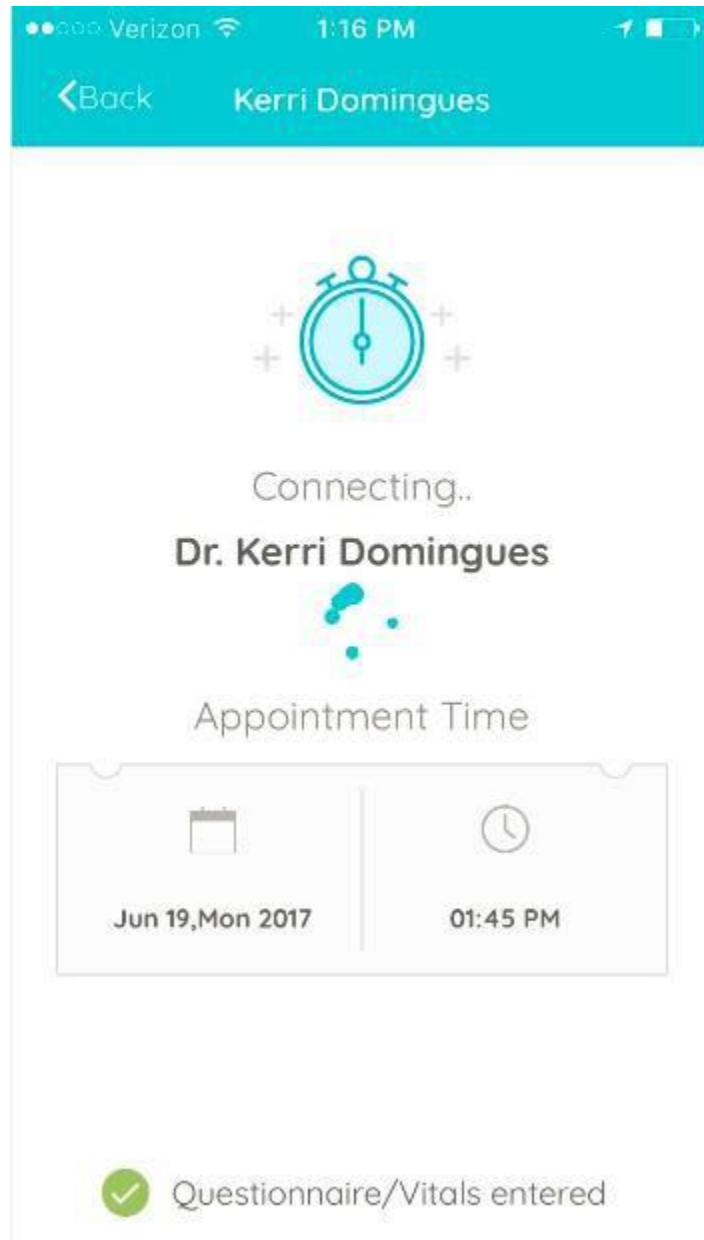 Verizon 1:16 PM
Back Kerri Domingues
Connecting..
Dr. Kerri Domingues
Appointment Time
Jun 19,Mon 2017 01:45 PM
Questionnaire/Vitals entered